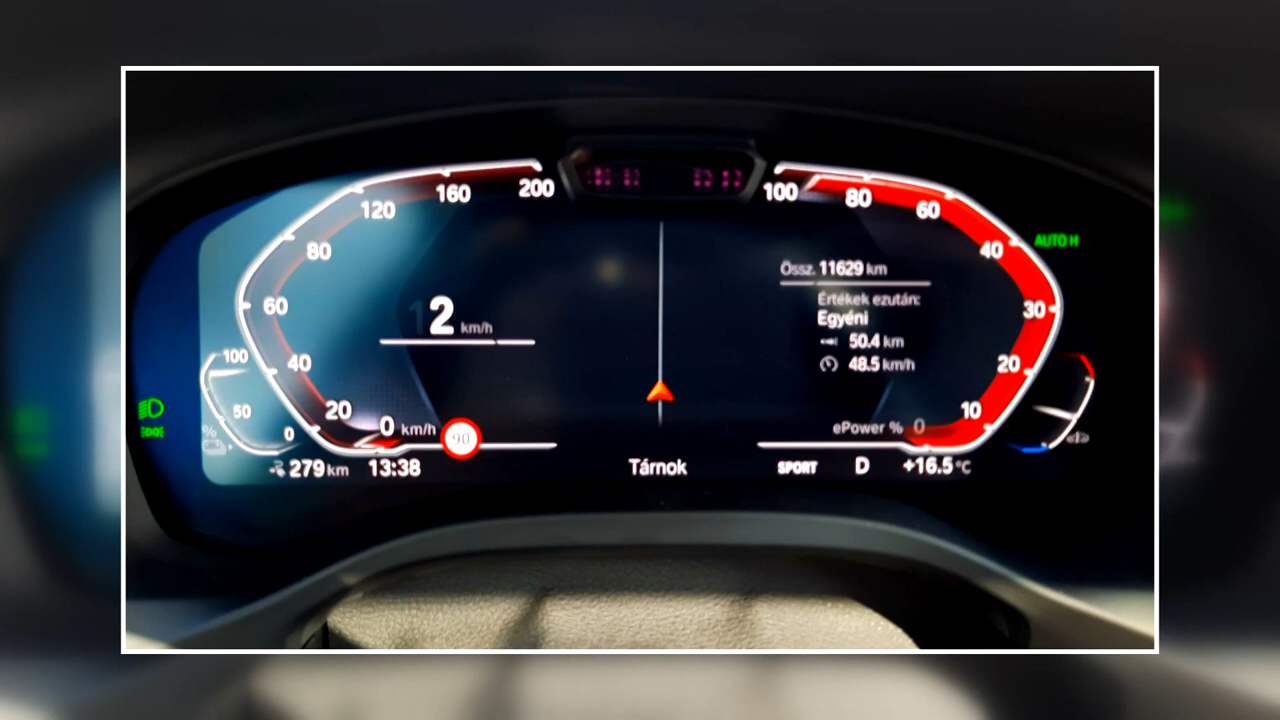 200
160
120
80
60
40
20
0 km/h
2 km/h
90
100
50
0
%
279 km
13:38
Tárnok
100
80
60
40
30
20
10
0
ePower %
AUTO H
Össz. 11629 km
Értékek ezután:
Egyéni
50.4 km
48.5 km/h
SPORT
D
+16.5 °C